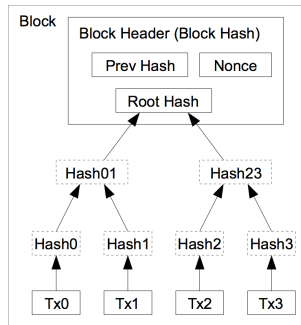 Block
Block Header (Block Hash)
Prev Hash Nonce
Root Hash
Hash01 Hash23
Hash0 Hash1 Hash2 Hash3
Tx0 Tx1 Tx2 Tx3